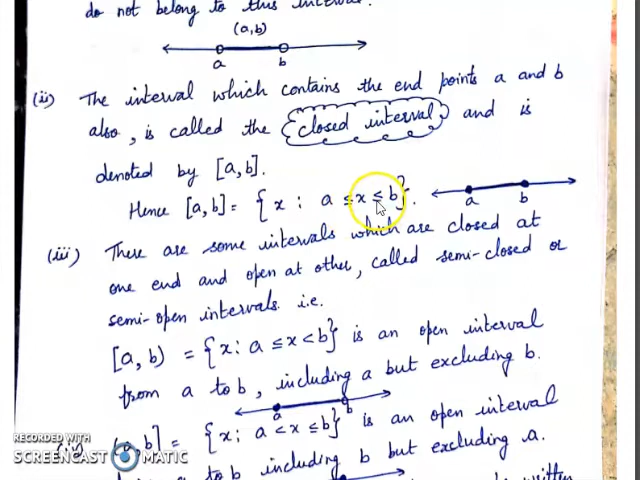 do not belong to this interval.
(a,b)
a b
(ii) The interval which contains the end points a and b
also, is called the closed interval and is
denoted by [a,b].
Hence [a,b] = {x : a ≤ x ≤ b}.
a b
(iii) There are some intervals which are closed at
one end and open at other, called semi-closed or
semi-open intervals i.e.
[a, b) = {x : a ≤ x < b} is an open interval
from a to b, including a but excluding b.
a b
(a, b] = {x : a < x ≤ b} is an open interval
a to b including b but excluding a.
written
RECORDED WITH
SCREENCAST MATIC